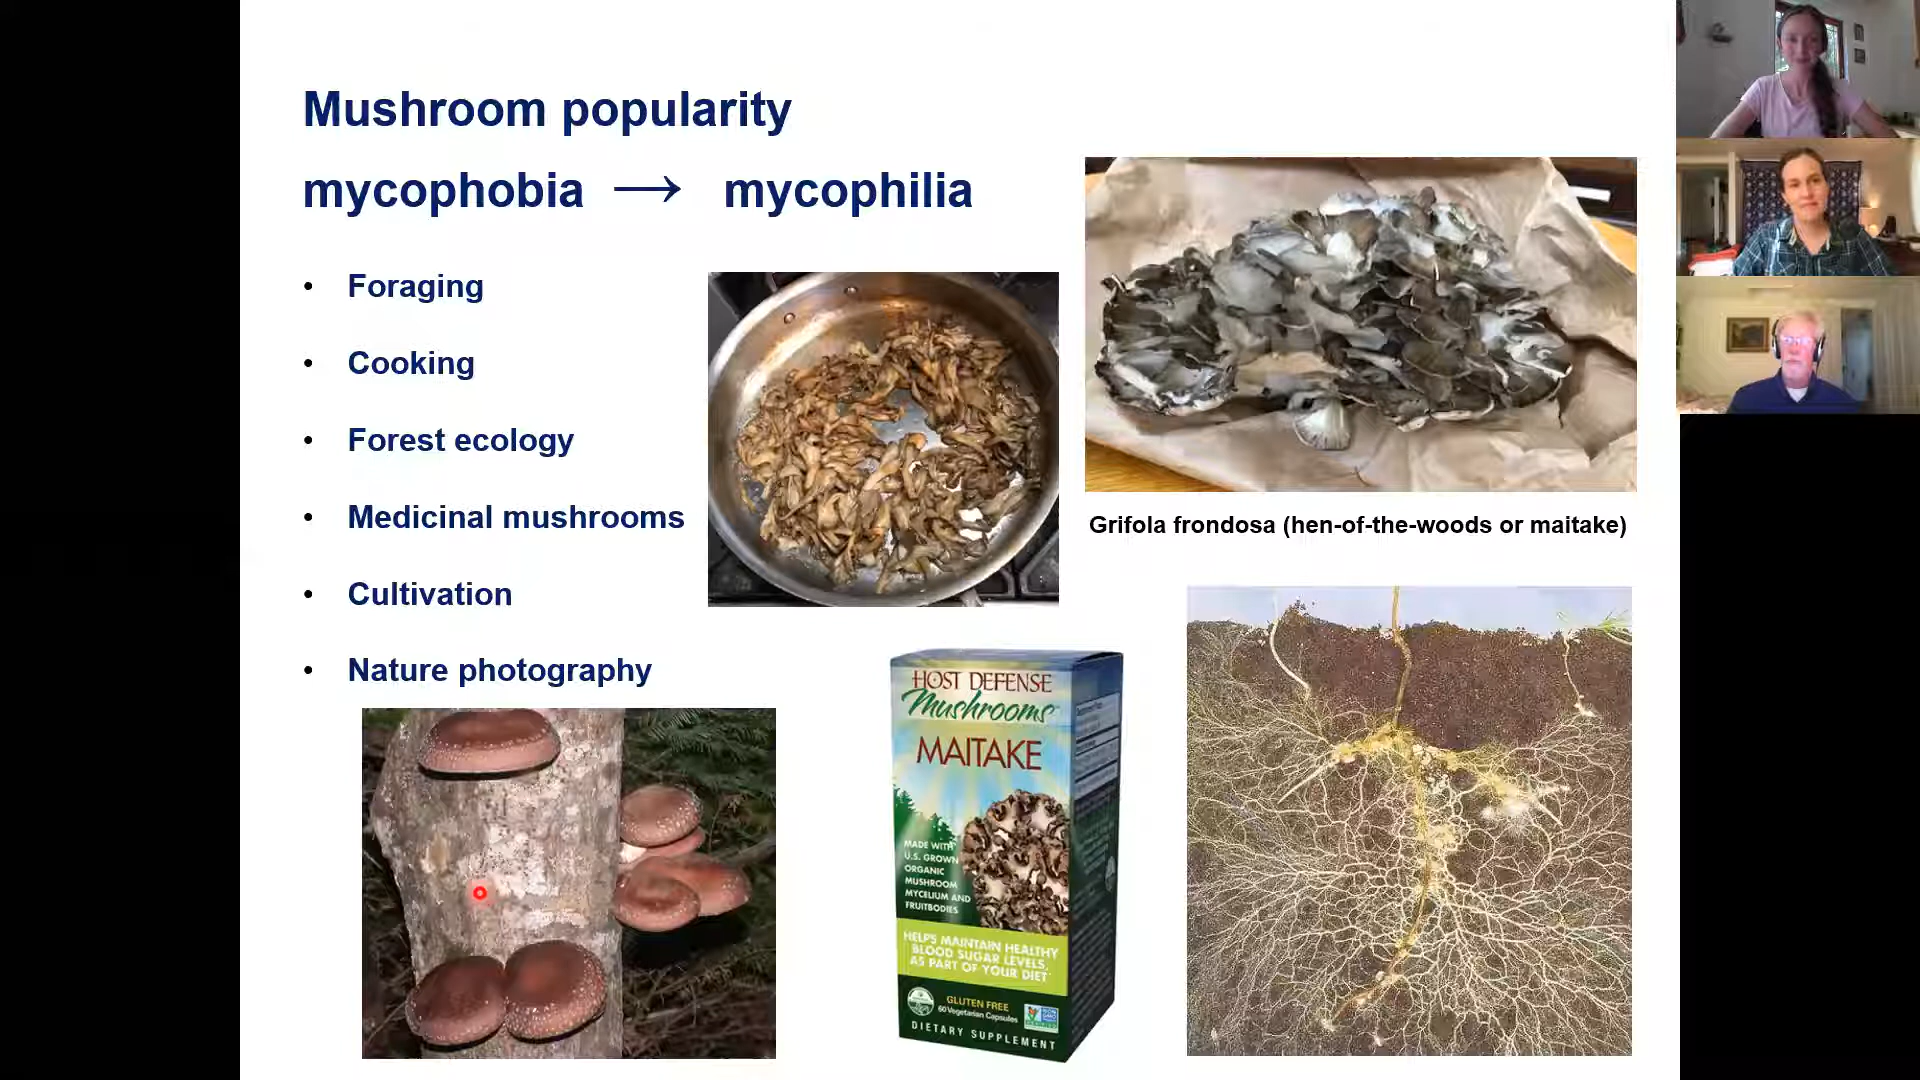 Mushroom popularity
mycophobia → mycophilia
• Foraging
• Cooking
• Forest ecology
• Medicinal mushrooms
• Cultivation
• Nature photography
Grifola frondosa (hen-of-the-woods or maitake)
HOST DEFENSE
Mushrooms
MAITAKE
MADE WITH
U.S. GROWN
ORGANIC
MUSHROOM
MYCELIUM AND
FRUITBODIES
HELPS MAINTAIN HEALTHY
BLOOD SUGAR LEVELS,
AS PART OF YOUR DIET
GLUTEN FREE
60 Vegetarian Capsules
DIETARY SUPPLEMENT